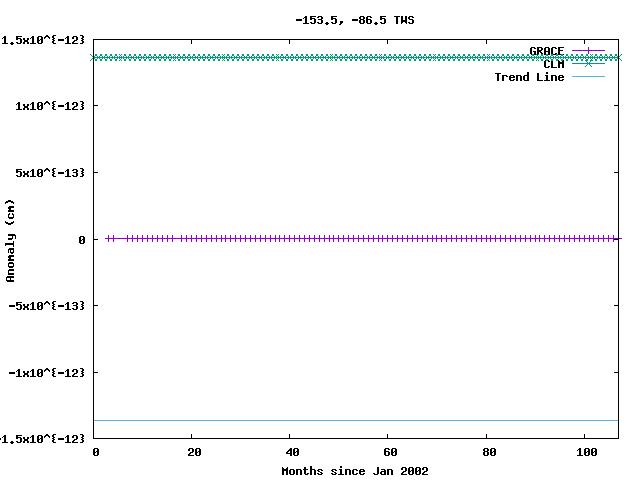 -153.5, -86.5 TWS
1.5x10^{-12}
1x10^{-12}
5x10^{-13}
0
-5x10^{-13}
-1x10^{-12}
-1.5x10^{-12}
Anomaly (cm)
GRACE
CLM
Trend Line
0 20 40 60 80 100
Months since Jan 2002